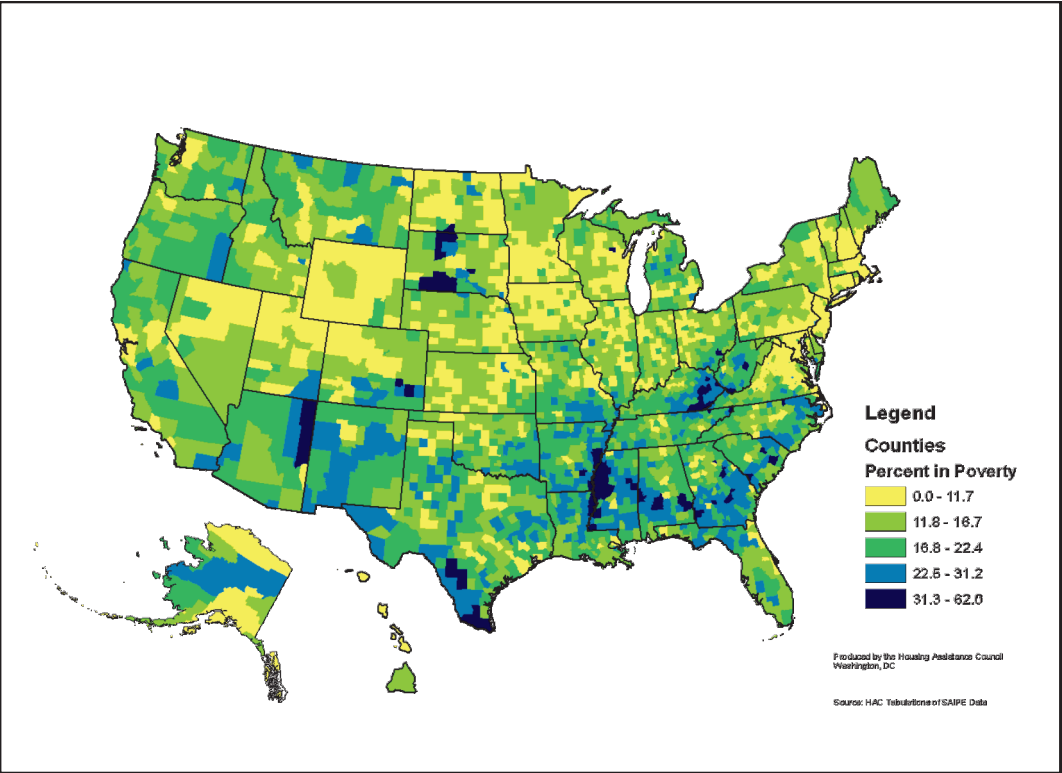 Legend
Counties
Percent in Poverty
0.0 - 11.7
11.8 - 16.7
16.8 - 22.4
22.5 - 31.2
31.3 - 62.0
Produced by the Housing Assistance Council
Washington, DC
Source: HAC Tabulations of SAIPE Data